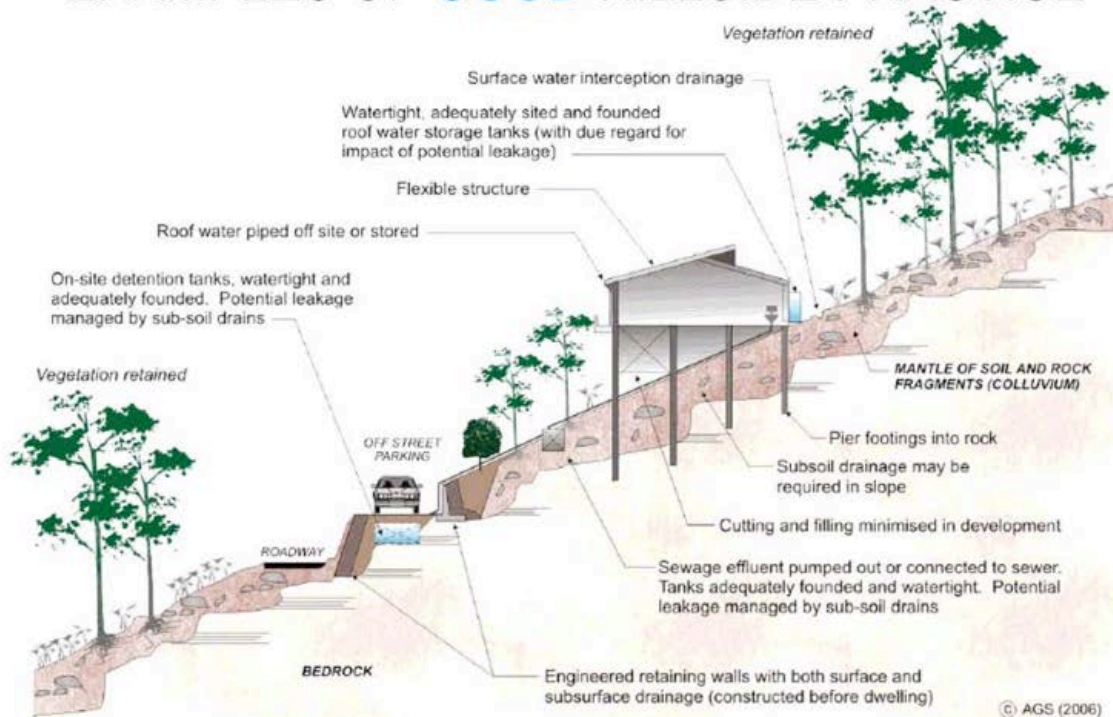 Vegetation retained
Surface water interception drainage
Watertight, adequately sited and founded
roof water storage tanks (with due regard for
impact of potential leakage)
Flexible structure
Roof water piped off site or stored
On-site detention tanks, watertight and
adequately founded. Potential leakage
managed by sub-soil drains
Vegetation retained
MANTLE OF SOIL AND ROCK
FRAGMENTS (COLLUVIUM)
OFF STREET
PARKING
Pier footings into rock
Subsoil drainage may be
required in slope
Cutting and filling minimised in development
ROADWAY
Sewage effluent pumped out or connected to sewer.
Tanks adequately founded and watertight. Potential
leakage managed by sub-soil drains
BEDROCK
Engineered retaining walls with both surface and
subsurface drainage (constructed before dwelling)
© AGS (2006)